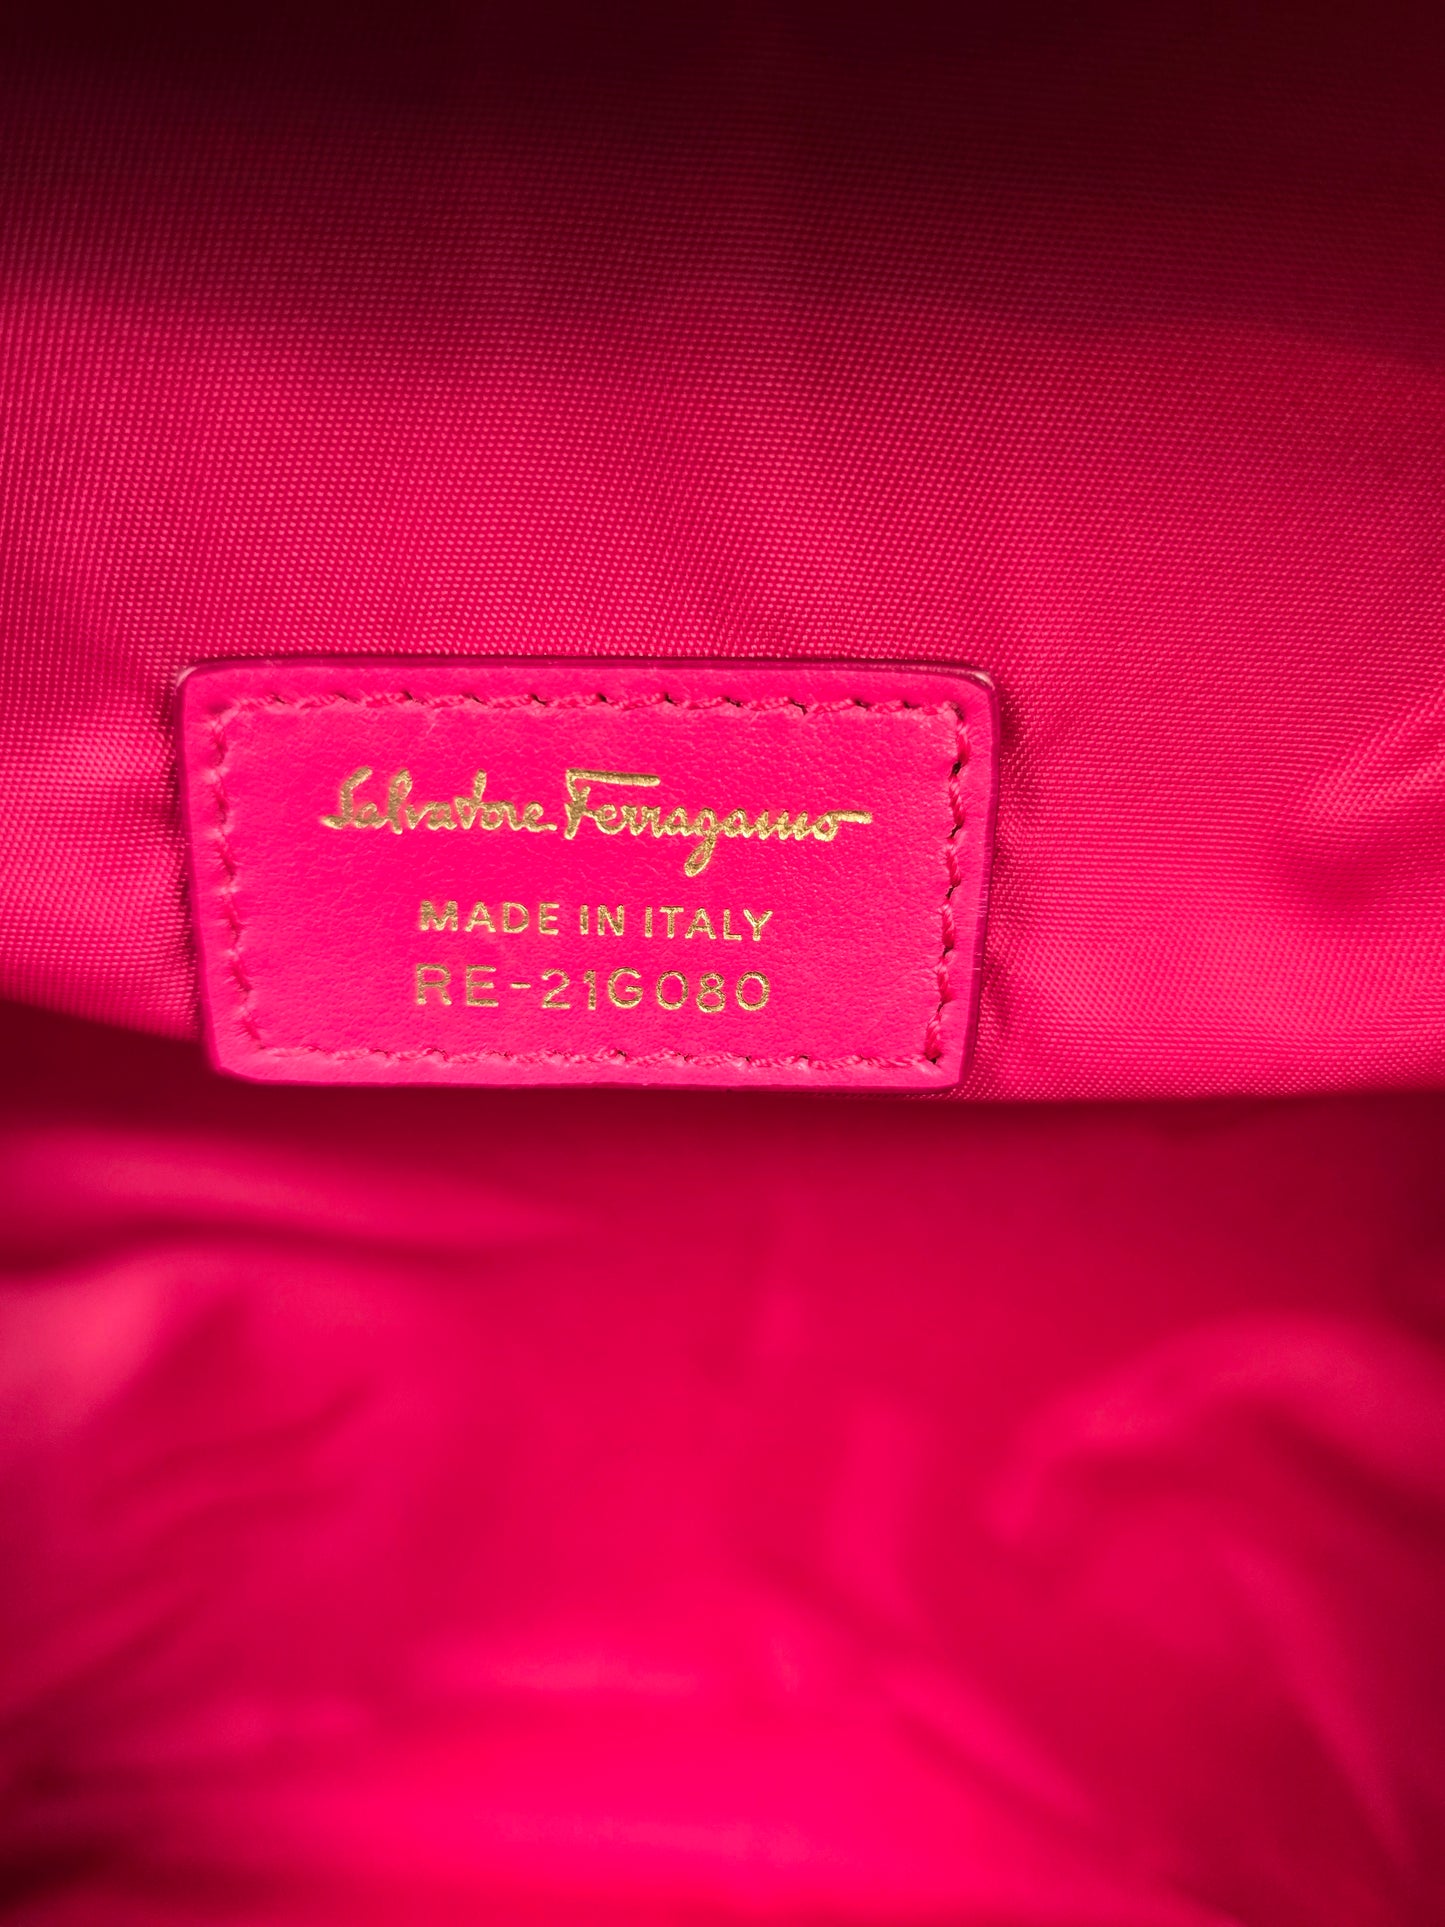 Salvatore Ferragamo
MADE IN ITALY
RE-21G080